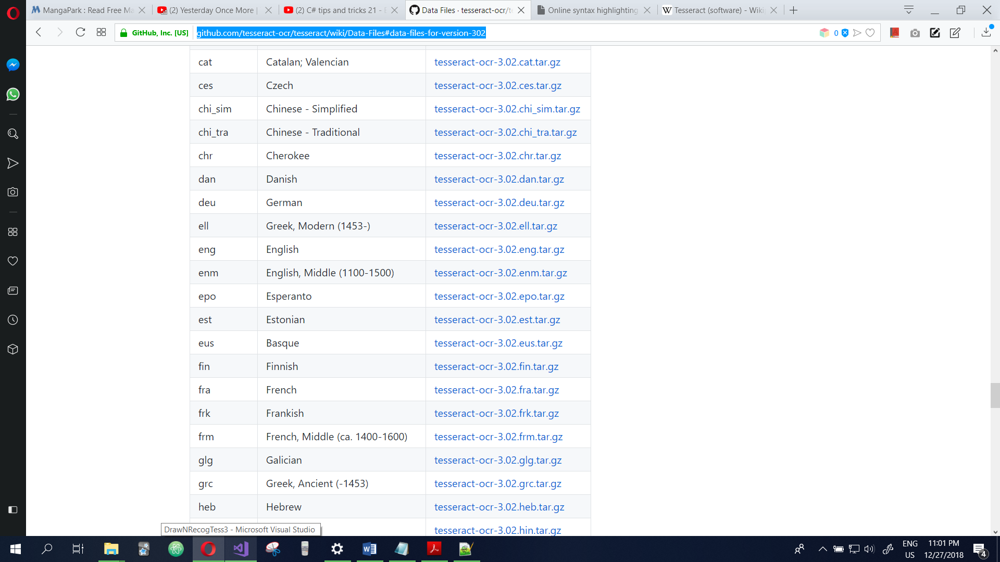 MangaPark : Read Free Ma
(2) Yesterday Once More |
(2) C# tips and tricks 21 - E
Data Files · tesseract-ocr/te
Online syntax highlighting
W Tesseract (software) - Wiki
GitHub, Inc. [US]
github.com/tesseract-ocr/tesseract/wiki/Data-Files#data-files-for-version-302
0
cat Catalan; Valencian tesseract-ocr-3.02.cat.tar.gz
ces Czech tesseract-ocr-3.02.ces.tar.gz
chi_sim Chinese - Simplified tesseract-ocr-3.02.chi_sim.tar.gz
chi_tra Chinese - Traditional tesseract-ocr-3.02.chi_tra.tar.gz
chr Cherokee tesseract-ocr-3.02.chr.tar.gz
dan Danish tesseract-ocr-3.02.dan.tar.gz
deu German tesseract-ocr-3.02.deu.tar.gz
ell Greek, Modern (1453-) tesseract-ocr-3.02.ell.tar.gz
eng English tesseract-ocr-3.02.eng.tar.gz
enm English, Middle (1100-1500) tesseract-ocr-3.02.enm.tar.gz
epo Esperanto tesseract-ocr-3.02.epo.tar.gz
est Estonian tesseract-ocr-3.02.est.tar.gz
eus Basque tesseract-ocr-3.02.eus.tar.gz
fin Finnish tesseract-ocr-3.02.fin.tar.gz
fra French tesseract-ocr-3.02.fra.tar.gz
frk Frankish tesseract-ocr-3.02.frk.tar.gz
frm French, Middle (ca. 1400-1600) tesseract-ocr-3.02.frm.tar.gz
glg Galician tesseract-ocr-3.02.glg.tar.gz
grc Greek, Ancient (-1453) tesseract-ocr-3.02.grc.tar.gz
heb Hebrew tesseract-ocr-3.02.heb.tar.gz
tesseract-ocr-3.02.hin.tar.gz
DrawNRecogTess3 - Microsoft Visual Studio
ENG
US
11:01 PM
12/27/2018
4